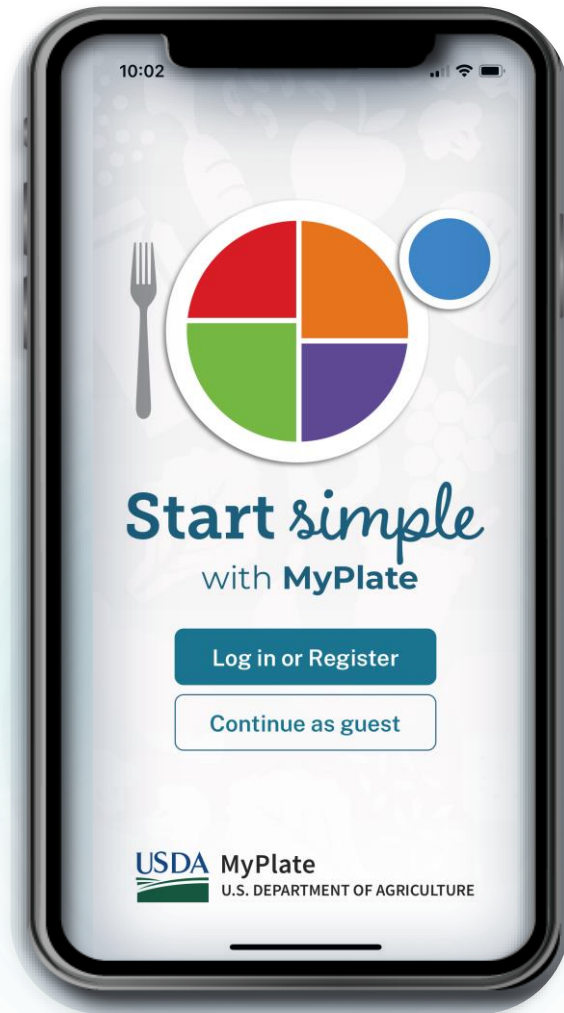 10:02
Start simple
with MyPlate
Log in or Register
Continue as guest
USDA MyPlate
U.S. DEPARTMENT OF AGRICULTURE